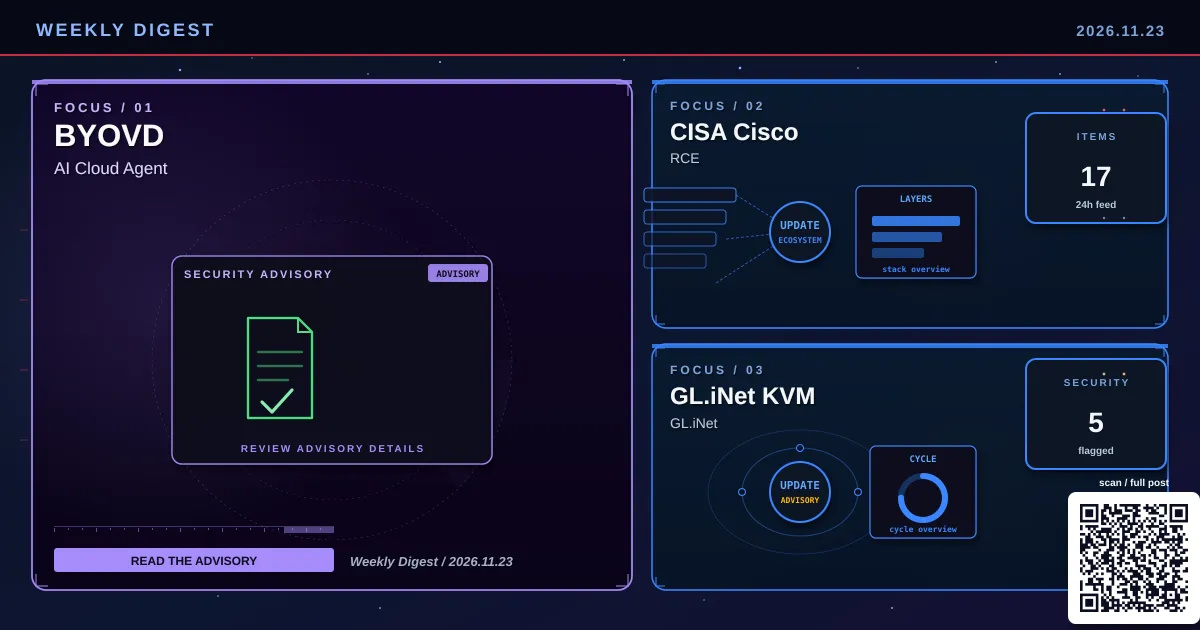 WEEKLY DIGEST
2026.11.23
FOCUS / 01
BYOVD
AI Cloud Agent
SECURITY ADVISORY
ADVISORY
REVIEW ADVISORY DETAILS
READ THE ADVISORY
Weekly Digest / 2026.11.23
FOCUS / 02
CISA Cisco
RCE
UPDATE
ECOSYSTEM
LAYERS
stack overview
ITEMS
17
24h feed
FOCUS / 03
GL.iNet KVM
GL.iNet
UPDATE
ADVISORY
CYCLE
cycle overview
SECURITY
5
flagged
scan / full post